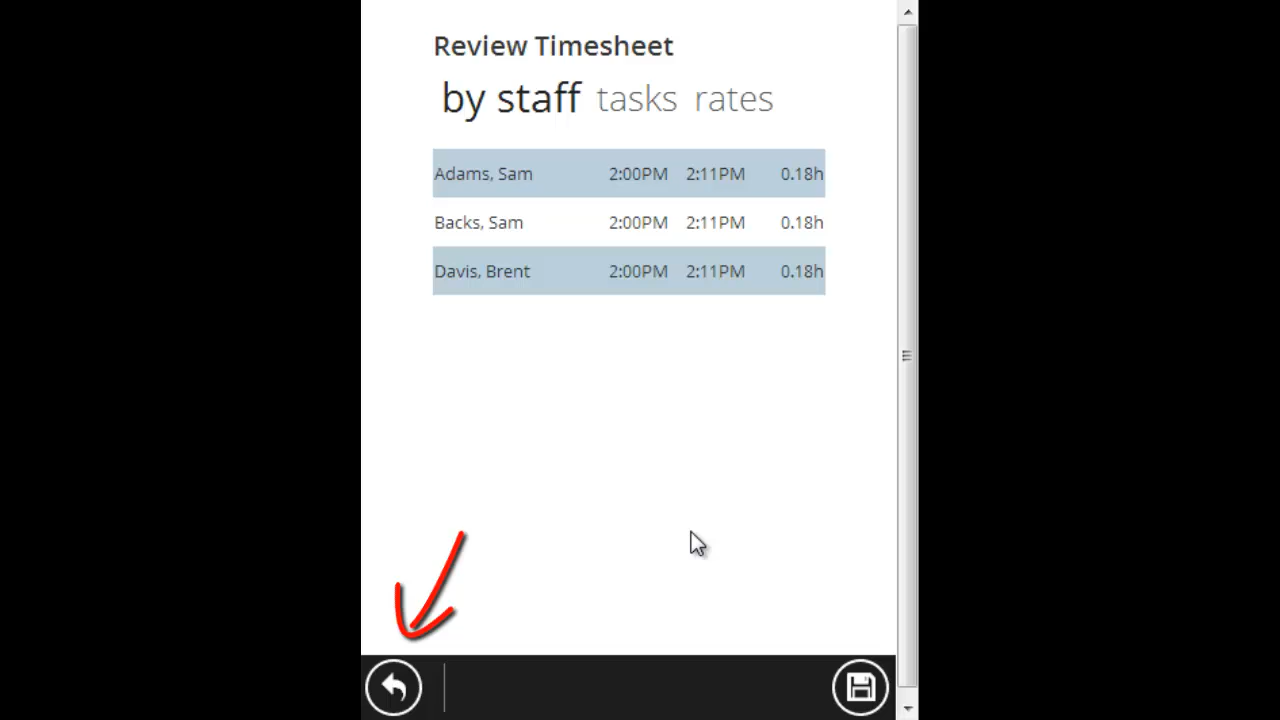 Review Timesheet
by staff tasks rates
Adams, Sam 2:00PM 2:11PM 0.18h
Backs, Sam 2:00PM 2:11PM 0.18h
Davis, Brent 2:00PM 2:11PM 0.18h